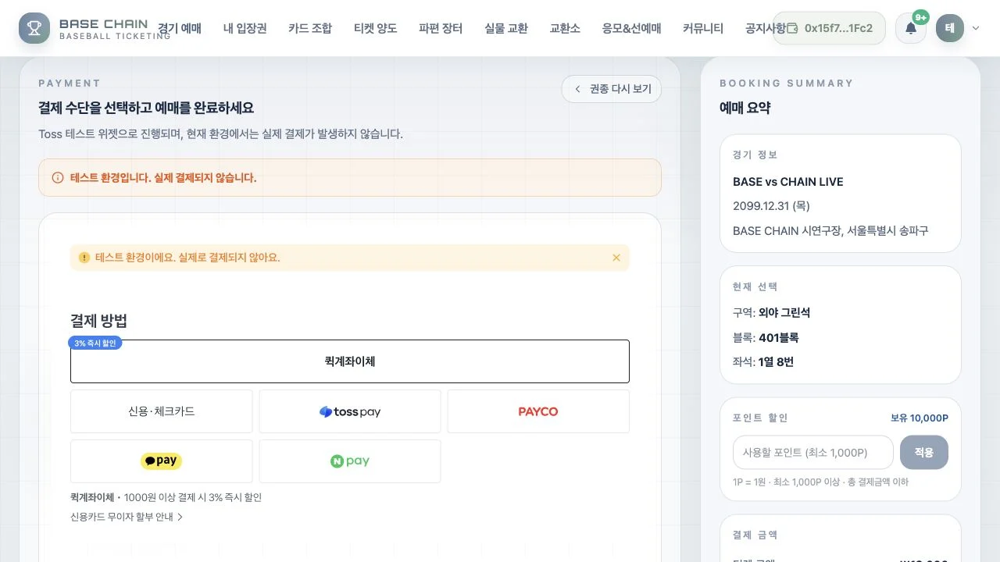 BASE CHAIN
BASEBALL TICKETING
경기 예매
내 입장권
카드 조합
티켓 양도
파편 장터
실물 교환
교환소
응모&선예매
커뮤니티
공지사항
0x15f7...1Fc2
9+
테
PAYMENT
결제 수단을 선택하고 예매를 완료하세요
Toss 테스트 위젯으로 진행되며, 현재 환경에서는 실제 결제가 발생하지 않습니다.
권종 다시 보기
테스트 환경입니다. 실제 결제되지 않습니다.
테스트 환경이에요. 실제로 결제되지 않아요.
결제 방법
3% 즉시 할인
퀵계좌이체
신용·체크카드
toss pay
PAYCO
pay
N pay
퀵계좌이체 · 1000원 이상 결제 시 3% 즉시 할인
신용카드 무이자 할부 안내
BOOKING SUMMARY
예매 요약
경기 정보
BASE vs CHAIN LIVE
2099.12.31 (목)
BASE CHAIN 시연구장, 서울특별시 송파구
현재 선택
구역: 외야 그린석
블록: 401블록
좌석: 1열 8번
포인트 할인
보유 10,000P
사용할 포인트 (최소 1,000P)
적용
1P = 1원 · 최소 1,000P 이상 · 총 결제금액 이하
결제 금액